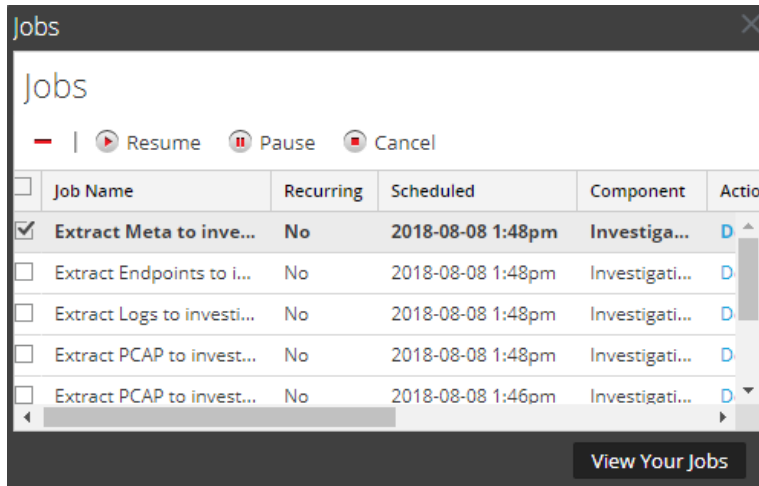 Jobs
Jobs
Resume Pause Cancel
Job Name Recurring Scheduled Component Actio
Extract Meta to inve... No 2018-08-08 1:48pm Investiga... D
Extract Endpoints to i... No 2018-08-08 1:48pm Investigati... D
Extract Logs to investi... No 2018-08-08 1:48pm Investigati... D
Extract PCAP to invest... No 2018-08-08 1:48pm Investigati... D
Extract PCAP to invest... No 2018-08-08 1:46pm Investigati... D
View Your Jobs